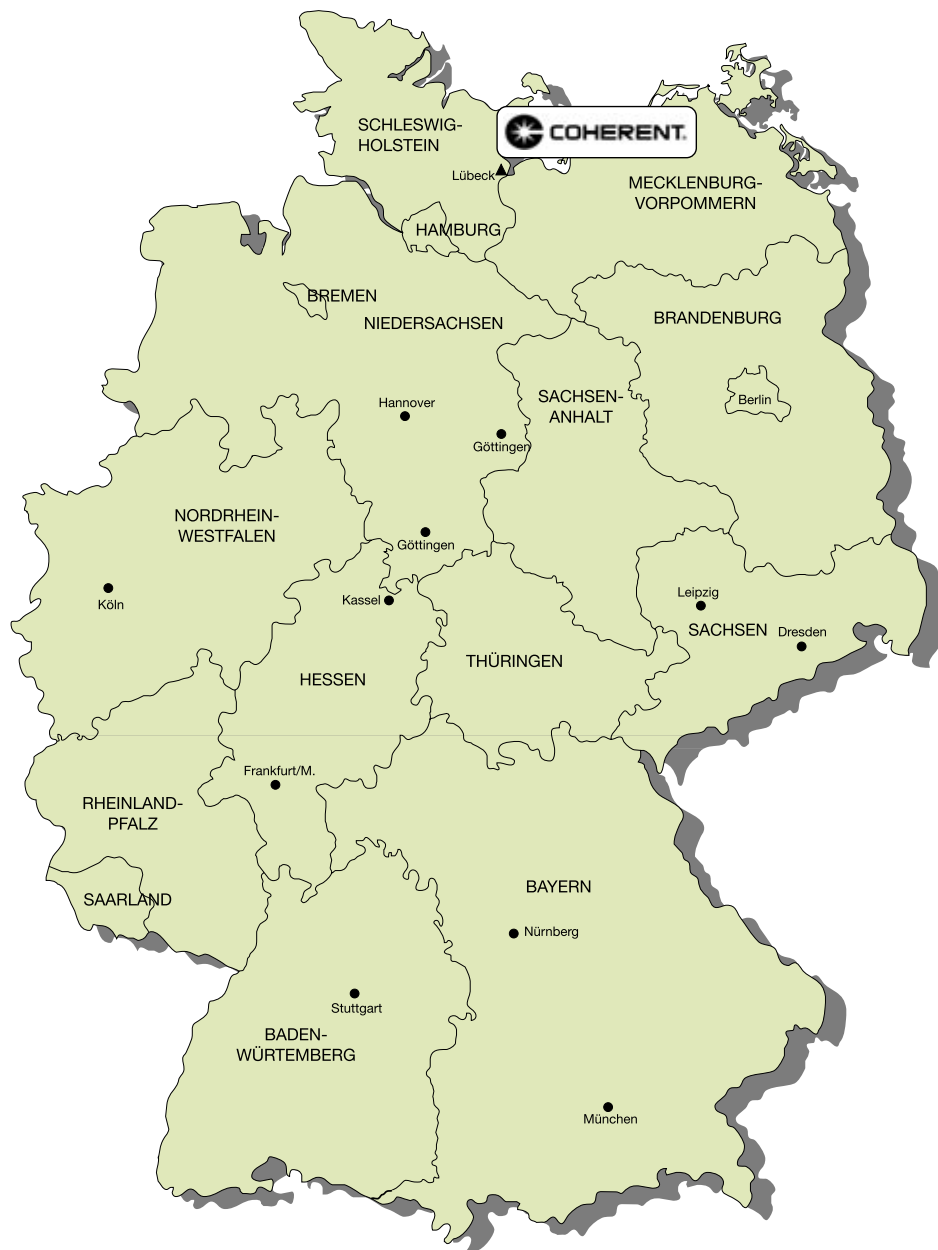 SCHLESWIG-
HOLSTEIN
COHERENT.
Lübeck
MECKLENBURG-
VORPOMMERN
HAMBURG
BREMEN
NIEDERSACHSEN
BRANDENBURG
Berlin
SACHSEN-
ANHALT
Hannover
Göttingen
NORDRHEIN-
WESTFALEN
Göttingen
Köln
Kassel
Leipzig
SACHSEN
Dresden
THÜRINGEN
HESSEN
Frankfurt/M.
RHEINLAND-
PFALZ
SAARLAND
BAYERN
Nürnberg
Stuttgart
BADEN-
WÜRTEMBERG
München